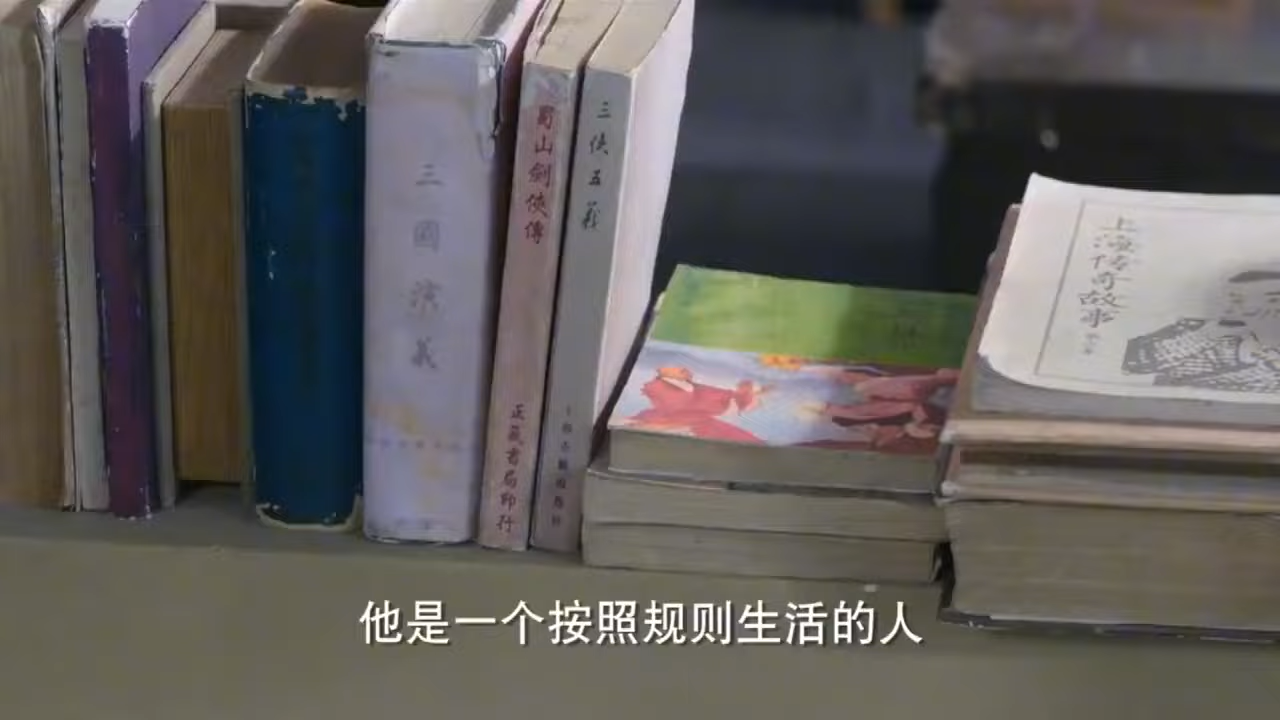 三國演義
蜀山劍俠傳
正氣書局印行
三俠五義
上海传奇故事
他是一个按照规则生活的人